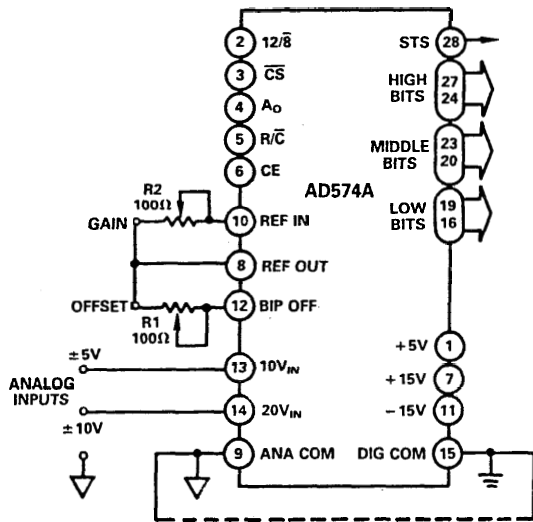 2 12/8̅ STS 28
3 C̅S̅ HIGH BITS 27 24
4 A₀
5 R/C̅ MIDDLE BITS 23 20
6 CE
AD574A
R2 100Ω
GAIN 10 REF IN LOW BITS 19 16
8 REF OUT
OFFSET 12 BIP OFF
R1 100Ω
±5V 13 10V_IN +5V 1
ANALOG INPUTS
+15V 7
±10V 14 20V_IN −15V 11
9 ANA COM DIG COM 15